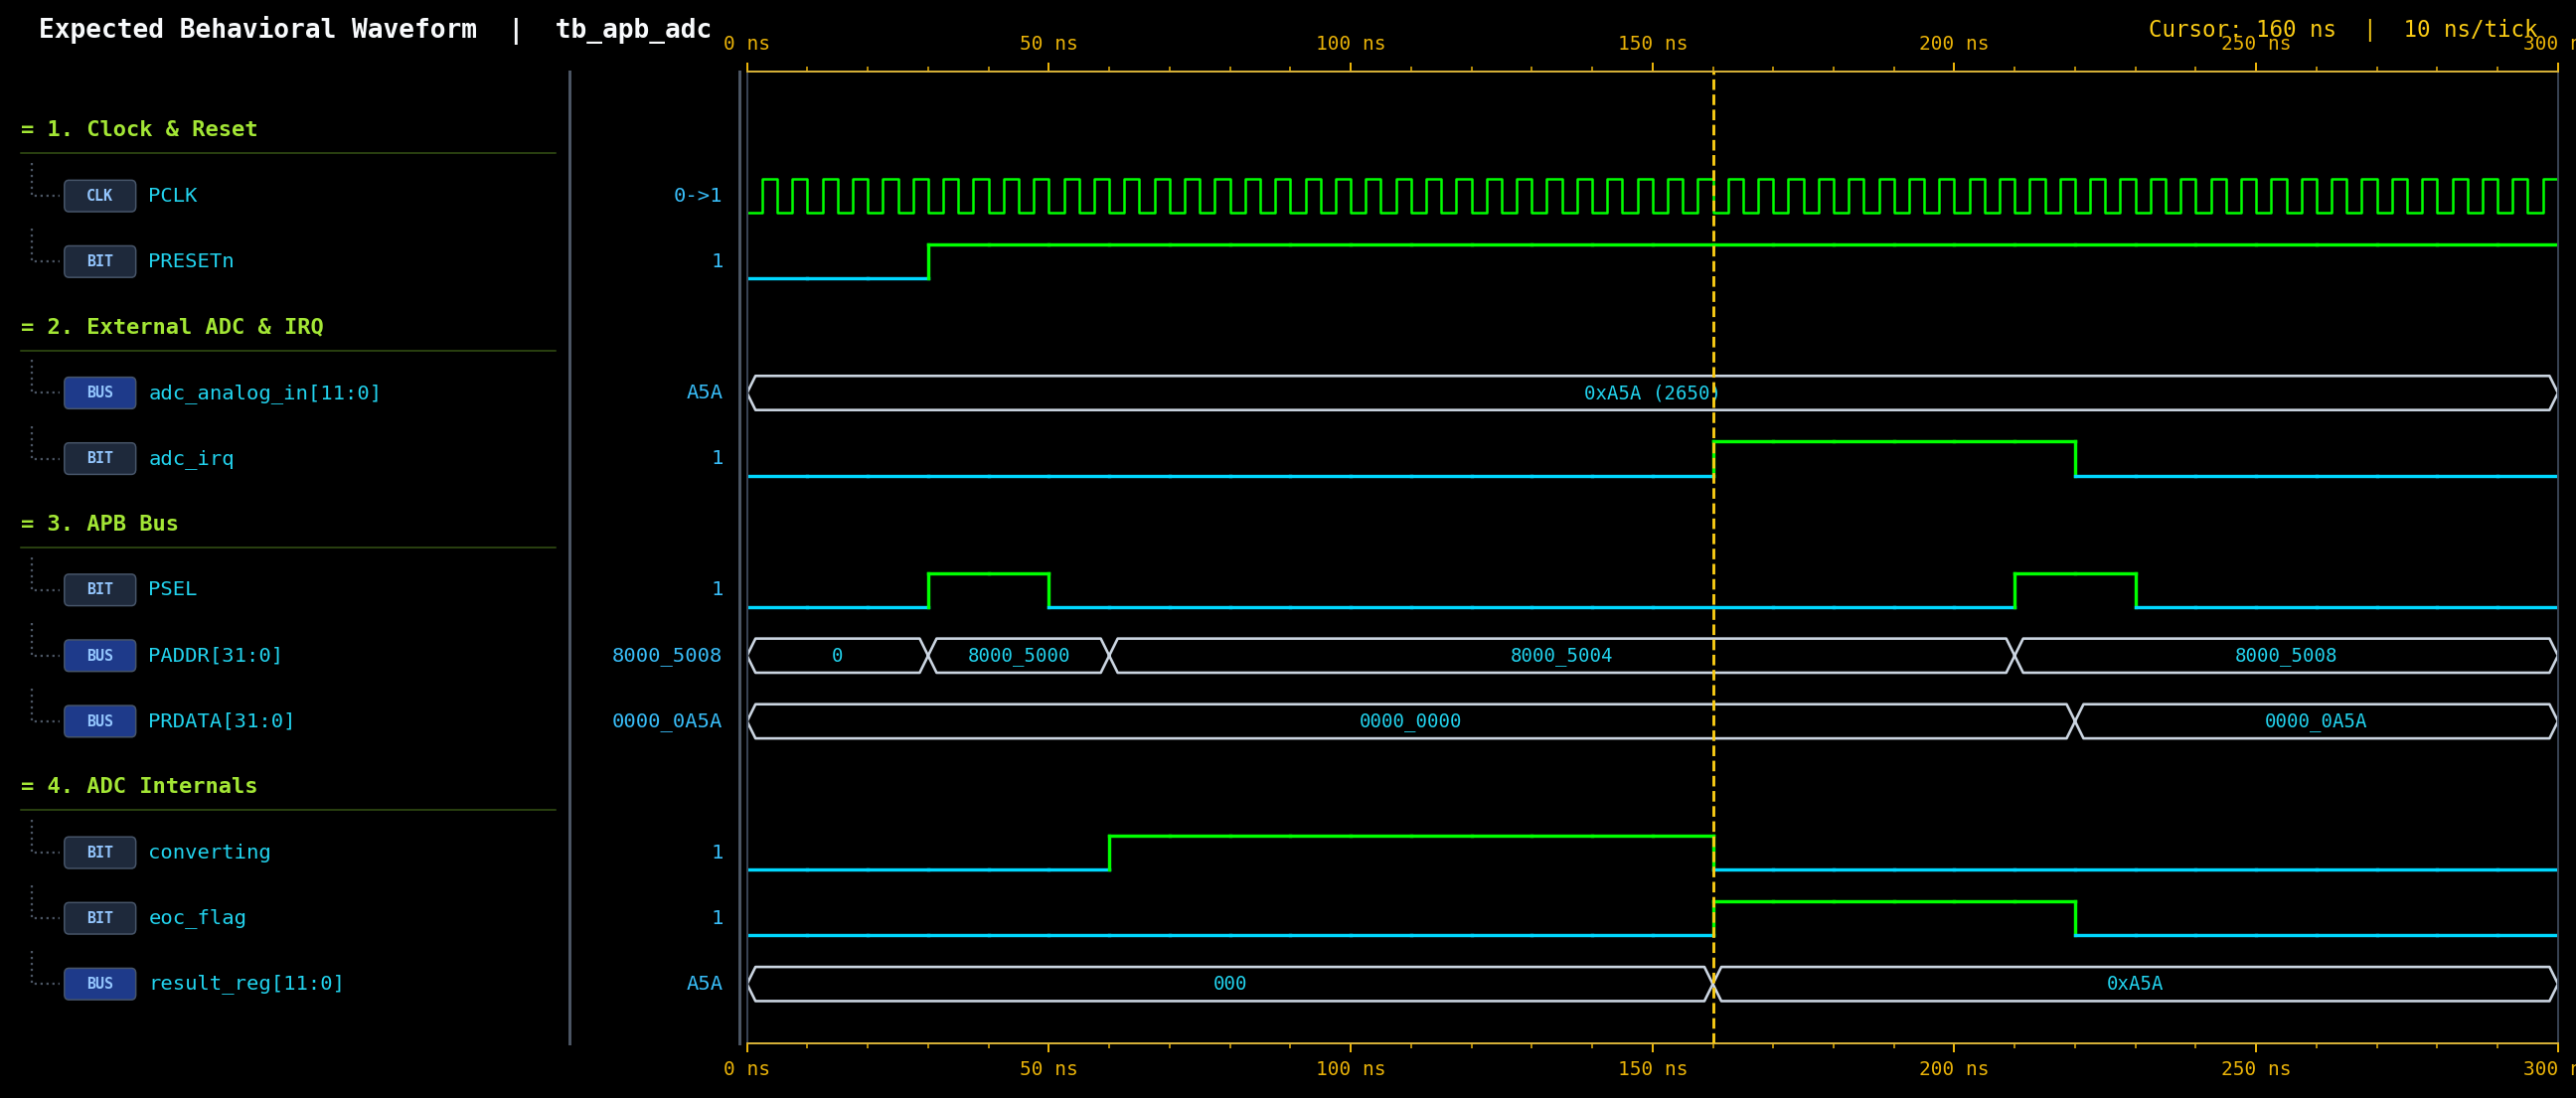 Expected Behavioral Waveform | tb_apb_adc
Cursor: 160 ns | 10 ns/tick
0 ns 50 ns 100 ns 150 ns 200 ns 250 ns 300 n
= 1. Clock & Reset
CLK PCLK 0->1
BIT PRESETn 1
= 2. External ADC & IRQ
BUS adc_analog_in[11:0] A5A 0xA5A (2650)
BIT adc_irq 1
= 3. APB Bus
BIT PSEL 1
BUS PADDR[31:0] 8000_5008 0 8000_5000 8000_5004 8000_5008
BUS PRDATA[31:0] 0000_0A5A 0000_0000 0000_0A5A
= 4. ADC Internals
BIT converting 1
BIT eoc_flag 1
BUS result_reg[11:0] A5A 000 0xA5A
0 ns 50 ns 100 ns 150 ns 200 ns 250 ns 300 n